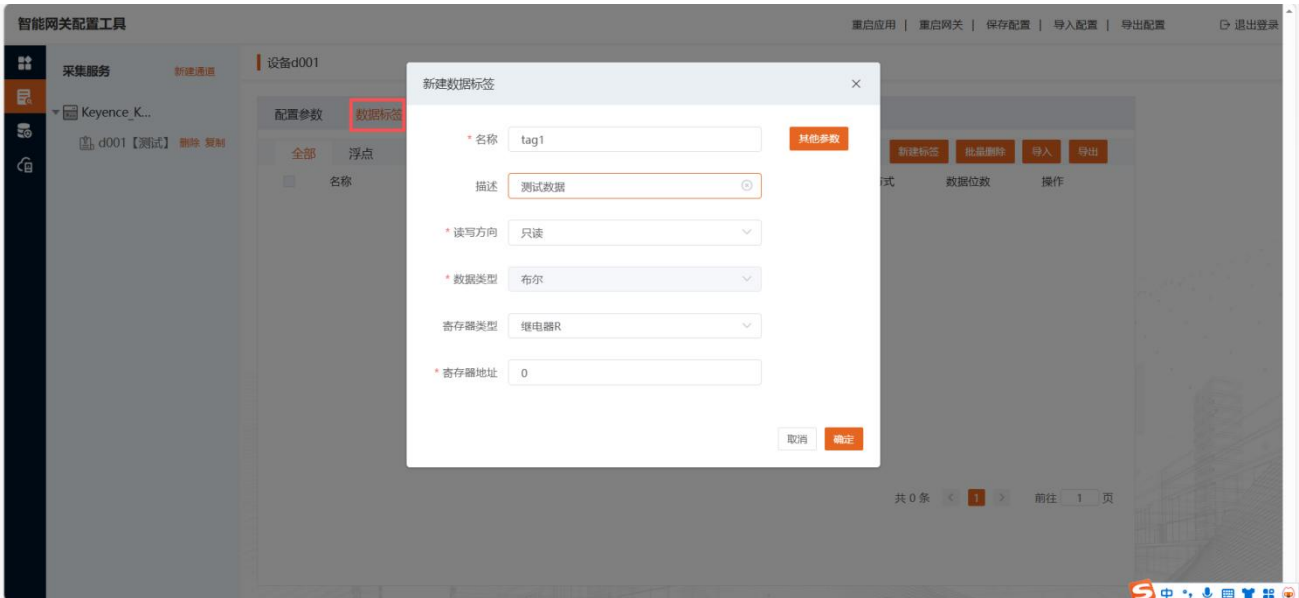 智能网关配置工具
重启应用 | 重启网关 | 保存配置 | 导入配置 | 导出配置 退出登录
采集服务 新建通道
Keyence_K...
d001【测试】 删除 复制
设备d001
配置参数 数据标签
全部 浮点
新建标签 批量删除 导入 导出
名称 方式 数据位数 操作
新建数据标签
* 名称 tag1 其他参数
描述 测试数据
* 读写方向 只读
* 数据类型 布尔
寄存器类型 继电器R
* 寄存器地址 0
取消 确定
共 0 条 < 1 > 前往 1 页
中